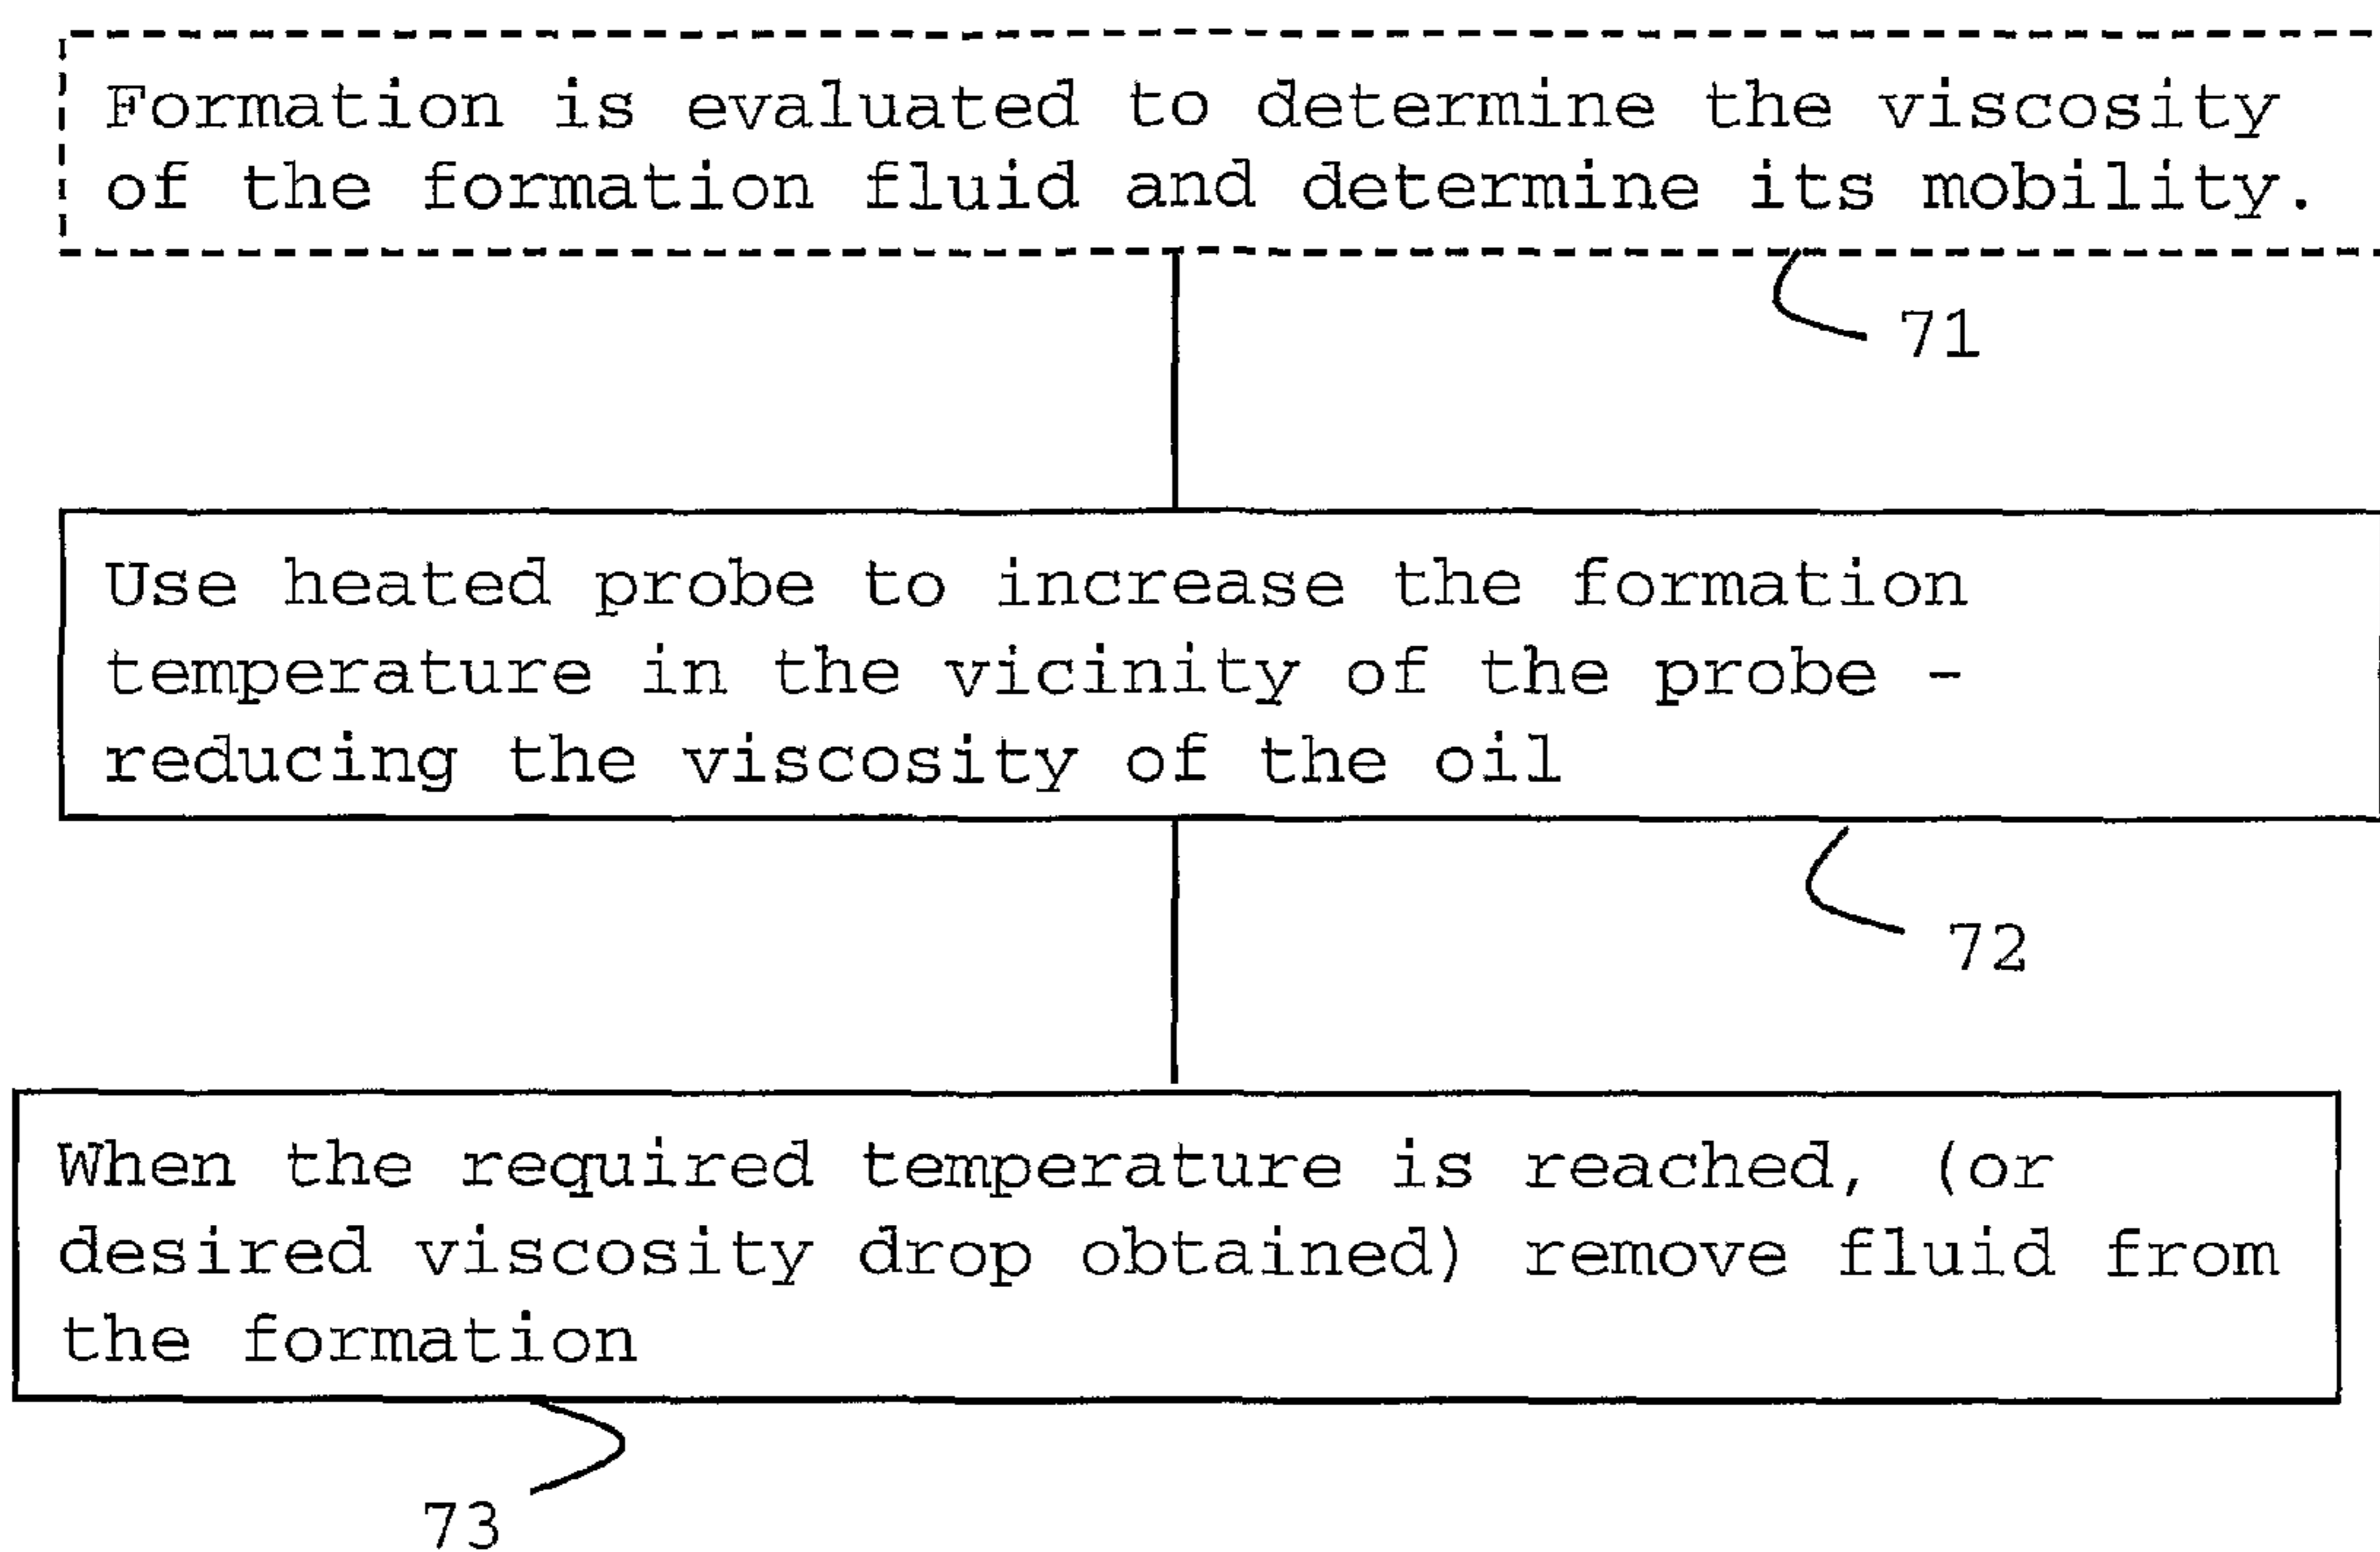 Formation is evaluated to determine the viscosity
of the formation fluid and determine its mobility.
71
Use heated probe to increase the formation
temperature in the vicinity of the probe -
reducing the viscosity of the oil
72
When the required temperature is reached, (or
desired viscosity drop obtained) remove fluid from
the formation
73